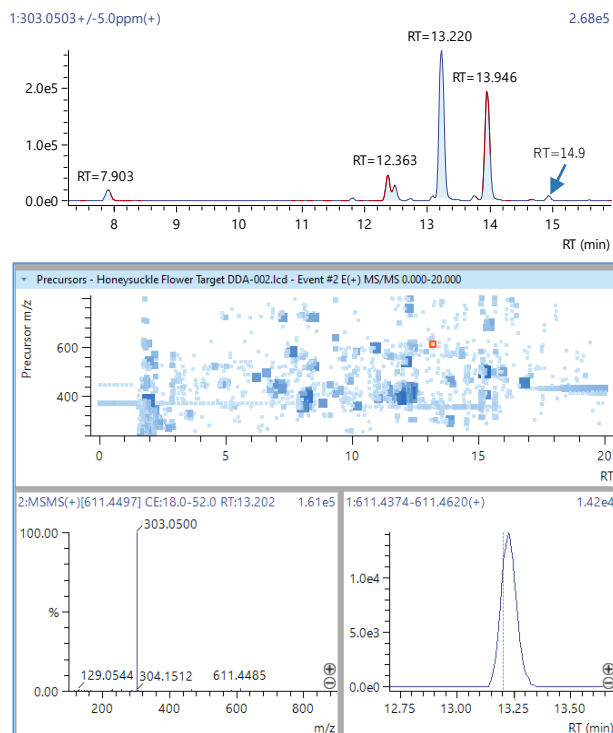 1:303.0503+/-5.0ppm(+) 2.68e5
RT=13.220
2.0e5
RT=13.946
1.0e5
RT=14.9
RT=12.363
RT=7.903
0.0e0
8 9 10 11 12 13 14 15
RT (min)
Precursors - Honeysuckle Flower Target DDA-002.lcd - Event #2 E(+) MS/MS 0.000-20.000
Precursor m/z
600
400
0 5 10 15 20
RT
2:MSMS(+)[611.4497] CE:18.0-52.0 RT:13.202 1.61e5
303.0500
100.00
%
129.0544
304.1512
611.4485
0.00
200 400 600 800
m/z
1:611.4374-611.4620(+) 1.42e4
1.0e4
5.0e3
0.0e0
12.75 13.00 13.25 13.50
RT (min)